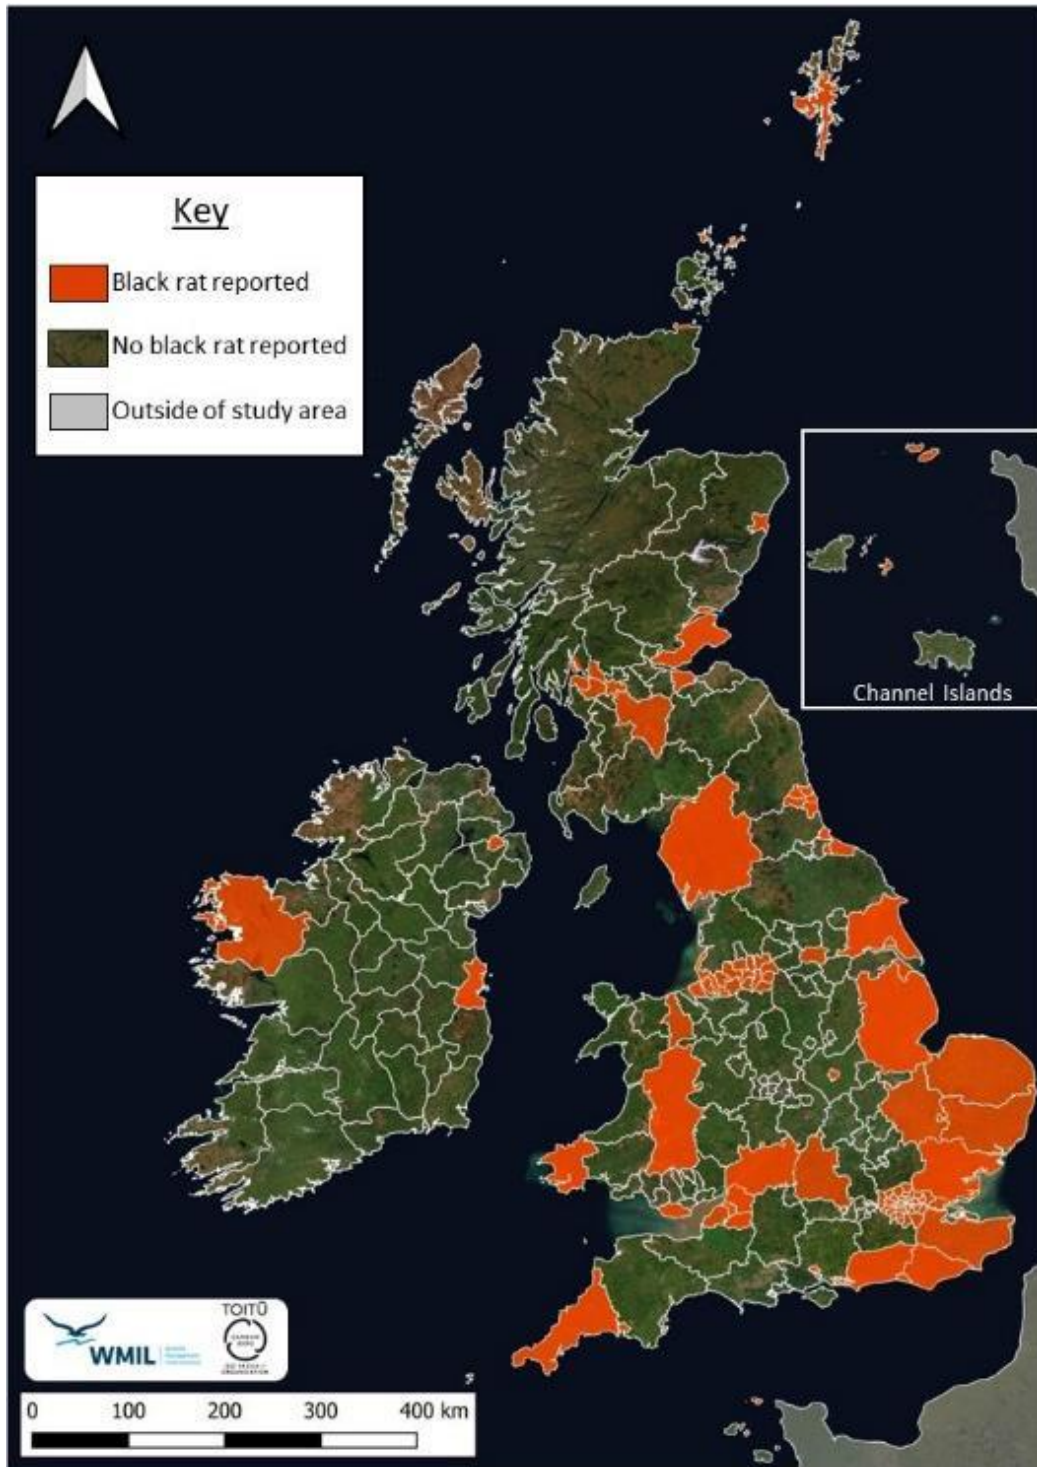 Key
Black rat reported
No black rat reported
Outside of study area
Channel Islands
WMIL
TOITŪ
0 100 200 300 400 km